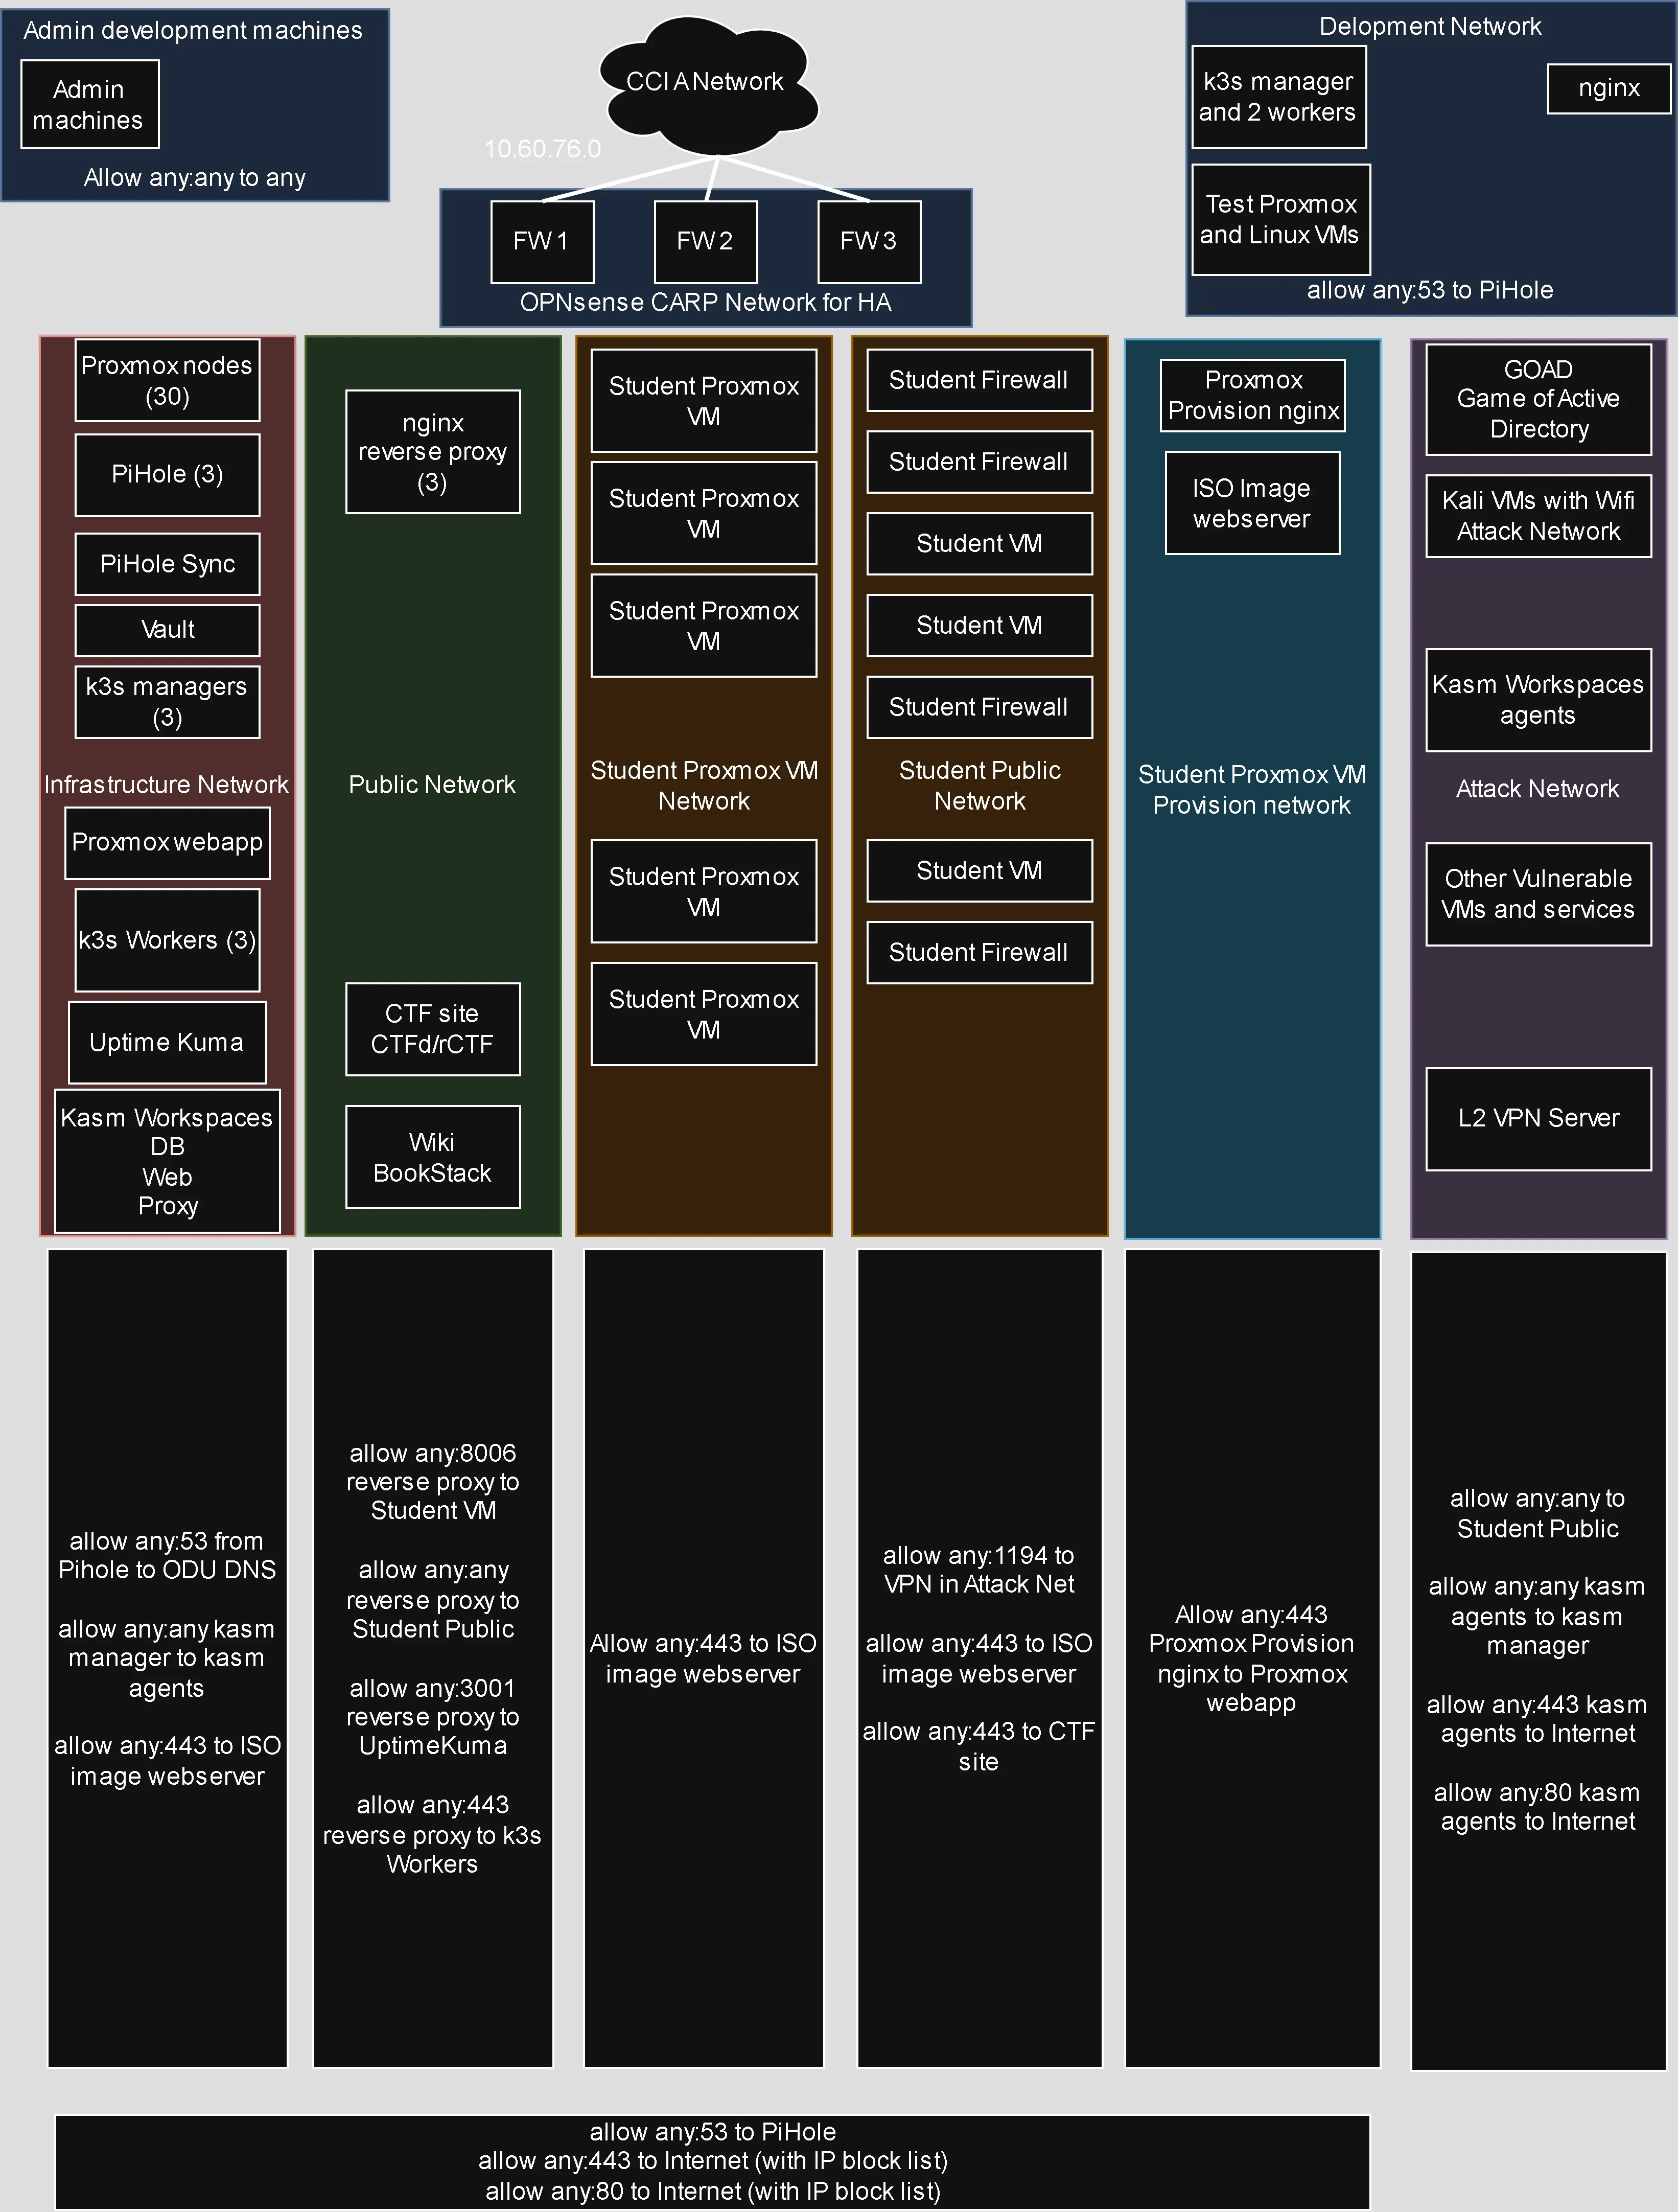 Admin development machines
Admin
machines
Allow any:any to any
CCIA Network
10.60.76.0
FW 1
FW 2
FW 3
OPNsense CARP Network for HA
Delopment Network
k3s manager
and 2 workers
nginx
Test Proxmox
and Linux VMs
allow any:53 to PiHole
Proxmox nodes
(30)
PiHole (3)
PiHole Sync
Vault
k3s managers
(3)
Infrastructure Network
Proxmox webapp
k3s Workers (3)
Uptime Kuma
Kasm Workspaces
DB
Web
Proxy
nginx
reverse proxy
(3)
Public Network
CTF site
CTFd/rCTF
Wiki
BookStack
Student Proxmox
VM
Student Proxmox
VM
Student Proxmox
VM
Student Proxmox VM
Network
Student Proxmox
VM
Student Proxmox
VM
Student Firewall
Student Firewall
Student VM
Student VM
Student Firewall
Student Public
Network
Student VM
Student Firewall
Proxmox
Provision nginx
ISO Image
webserver
Student Proxmox VM
Provision network
GOAD
Game of Active
Directory
Kali VMs with Wifi
Attack Network
Kasm Workspaces
agents
Attack Network
Other Vulnerable
VMs and services
L2 VPN Server
allow any:53 from
Pihole to ODU DNS
allow any:any kasm
manager to kasm
agents
allow any:443 to ISO
image webserver
allow any:8006
reverse proxy to
Student VM
allow any:any
reverse proxy to
Student Public
allow any:3001
reverse proxy to
UptimeKuma
allow any:443
reverse proxy to k3s
Workers
Allow any:443 to ISO
image webserver
allow any:1194 to
VPN in Attack Net
allow any:443 to ISO
image webserver
allow any:443 to CTF
site
Allow any:443
Proxmox Provision
nginx to Proxmox
webapp
allow any:any to
Student Public
allow any:any kasm
agents to kasm
manager
allow any:443 kasm
agents to Internet
allow any:80 kasm
agents to Internet
allow any:53 to PiHole
allow any:443 to Internet (with IP block list)
allow any:80 to Internet (with IP block list)